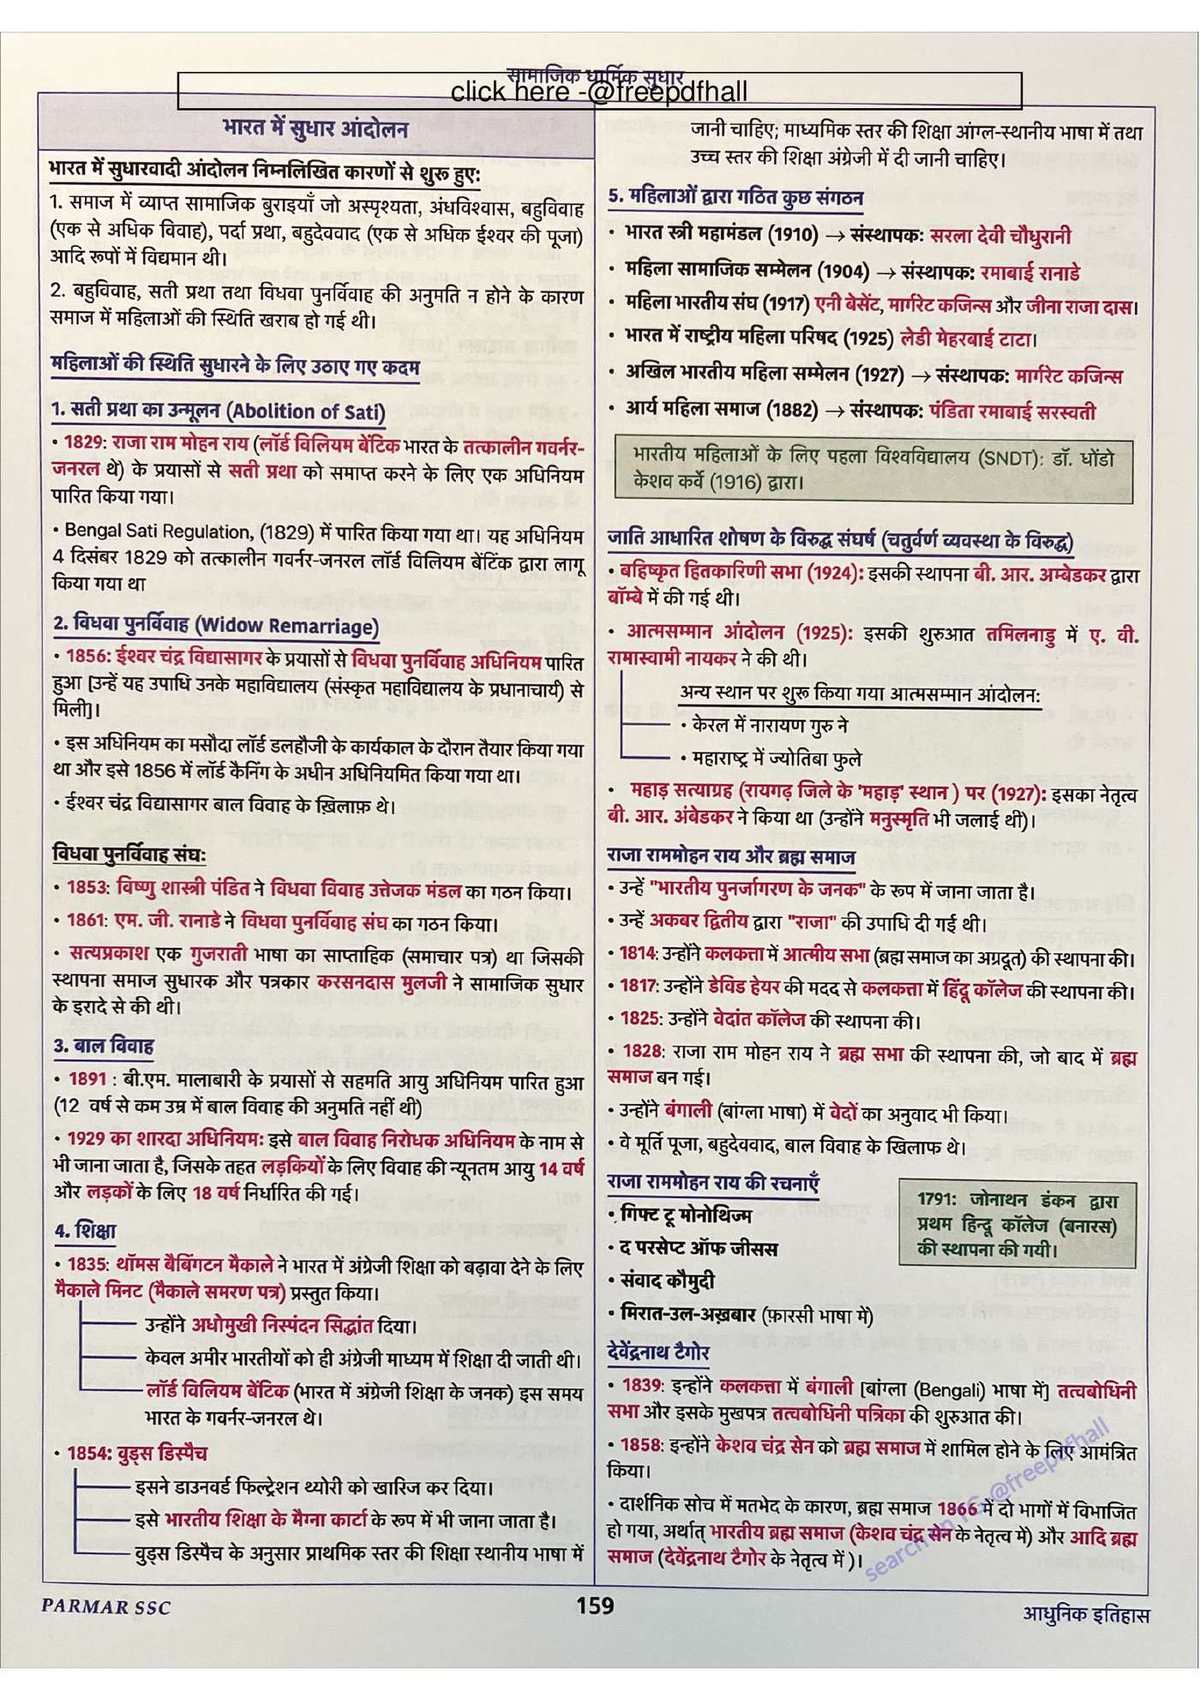 सामाजिक धार्मिक सुधार
click here -@freepdfhall
भारत में सुधार आंदोलन
भारत में सुधारवादी आंदोलन निम्नलिखित कारणों से शुरू हुए:
1. समाज में व्याप्त सामाजिक बुराइयाँ जो अस्पृश्यता, अंधविश्वास, बहुविवाह
(एक से अधिक विवाह), पर्दा प्रथा, बहुदेववाद (एक से अधिक ईश्वर की पूजा)
आदि रूपों में विद्यमान थी।
2. बहुविवाह, सती प्रथा तथा विधवा पुनर्विवाह की अनुमति न होने के कारण
समाज में महिलाओं की स्थिति खराब हो गई थी।
महिलाओं की स्थिति सुधारने के लिए उठाए गए कदम
1. सती प्रथा का उन्मूलन (Abolition of Sati)
• 1829: राजा राम मोहन राय (लॉर्ड विलियम बेंटिक भारत के तत्कालीन गवर्नर-
जनरल थे) के प्रयासों से सती प्रथा को समाप्त करने के लिए एक अधिनियम
पारित किया गया।
• Bengal Sati Regulation, (1829) में पारित किया गया था। यह अधिनियम
4 दिसंबर 1829 को तत्कालीन गवर्नर-जनरल लॉर्ड विलियम बेंटिंक द्वारा लागू
किया गया था
2. विधवा पुनर्विवाह (Widow Remarriage)
• 1856: ईश्वर चंद्र विद्यासागर के प्रयासों से विधवा पुनर्विवाह अधिनियम पारित
हुआ [उन्हें यह उपाधि उनके महाविद्यालय (संस्कृत महाविद्यालय के प्रधानाचार्य) से
मिली]।
• इस अधिनियम का मसौदा लॉर्ड डलहौजी के कार्यकाल के दौरान तैयार किया गया
था और इसे 1856 में लॉर्ड कैनिंग के अधीन अधिनियमित किया गया था।
• ईश्वर चंद्र विद्यासागर बाल विवाह के ख़िलाफ़ थे।
विधवा पुनर्विवाह संघ:
• 1853: विष्णु शास्त्री पंडित ने विधवा विवाह उत्तेजक मंडल का गठन किया।
• 1861: एम. जी. रानाडे ने विधवा पुनर्विवाह संघ का गठन किया।
• सत्यप्रकाश एक गुजराती भाषा का साप्ताहिक (समाचार पत्र) था जिसकी
स्थापना समाज सुधारक और पत्रकार करसनदास मुलजी ने सामाजिक सुधार
के इरादे से की थी।
3. बाल विवाह
• 1891 : बी.एम. मालाबारी के प्रयासों से सहमति आयु अधिनियम पारित हुआ
(12 वर्ष से कम उम्र में बाल विवाह की अनुमति नहीं थी)
• 1929 का शारदा अधिनियम: इसे बाल विवाह निरोधक अधिनियम के नाम से
भी जाना जाता है, जिसके तहत लड़कियों के लिए विवाह की न्यूनतम आयु 14 वर्ष
और लड़कों के लिए 18 वर्ष निर्धारित की गई।
4. शिक्षा
• 1835: थॉमस बैबिंगटन मैकाले ने भारत में अंग्रेजी शिक्षा को बढ़ावा देने के लिए
मैकाले मिनट (मैकाले समरण पत्र) प्रस्तुत किया।
उन्होंने अधोमुखी निस्पंदन सिद्धांत दिया।
केवल अमीर भारतीयों को ही अंग्रेजी माध्यम में शिक्षा दी जाती थी।
लॉर्ड विलियम बेंटिक (भारत में अंग्रेजी शिक्षा के जनक) इस समय
भारत के गवर्नर-जनरल थे।
• 1854: वुड्स डिस्पैच
इसने डाउनवर्ड फिल्ट्रेशन थ्योरी को खारिज कर दिया।
इसे भारतीय शिक्षा के मैग्ना कार्टा के रूप में भी जाना जाता है।
वुड्स डिस्पैच के अनुसार प्राथमिक स्तर की शिक्षा स्थानीय भाषा में
जानी चाहिए; माध्यमिक स्तर की शिक्षा आंग्ल-स्थानीय भाषा में तथा
उच्च स्तर की शिक्षा अंग्रेजी में दी जानी चाहिए।
5. महिलाओं द्वारा गठित कुछ संगठन
• भारत स्त्री महामंडल (1910) → संस्थापक: सरला देवी चौधुरानी
• महिला सामाजिक सम्मेलन (1904) → संस्थापक: रमाबाई रानाडे
• महिला भारतीय संघ (1917) एनी बेसेंट, मार्गरेट कजिन्स और जीना राजा दास।
• भारत में राष्ट्रीय महिला परिषद (1925) लेडी मेहरबाई टाटा।
• अखिल भारतीय महिला सम्मेलन (1927) → संस्थापक: मार्गरेट कजिन्स
• आर्य महिला समाज (1882) → संस्थापक: पंडिता रमाबाई सरस्वती
भारतीय महिलाओं के लिए पहला विश्वविद्यालय (SNDT): डॉ. धोंडो
केशव कर्वे (1916) द्वारा।
जाति आधारित शोषण के विरुद्ध संघर्ष (चतुर्वर्ण व्यवस्था के विरुद्ध)
• बहिष्कृत हितकारिणी सभा (1924): इसकी स्थापना बी. आर. अम्बेडकर द्वारा
बॉम्बे में की गई थी।
• आत्मसम्मान आंदोलन (1925): इसकी शुरुआत तमिलनाडु में ए. वी.
रामास्वामी नायकर ने की थी।
अन्य स्थान पर शुरू किया गया आत्मसम्मान आंदोलन:
• केरल में नारायण गुरु ने
• महाराष्ट्र में ज्योतिबा फुले
• महाड़ सत्याग्रह (रायगढ़ जिले के 'महाड़' स्थान ) पर (1927): इसका नेतृत्व
बी. आर. अंबेडकर ने किया था (उन्होंने मनुस्मृति भी जलाई थी)।
राजा राममोहन राय और ब्रह्म समाज
• उन्हें "भारतीय पुनर्जागरण के जनक" के रूप में जाना जाता है।
• उन्हें अकबर द्वितीय द्वारा "राजा" की उपाधि दी गई थी।
• 1814: उन्होंने कलकत्ता में आत्मीय सभा (ब्रह्म समाज का अग्रदूत) की स्थापना की।
• 1817: उन्होंने डेविड हेयर की मदद से कलकत्ता में हिंदू कॉलेज की स्थापना की।
• 1825: उन्होंने वेदांत कॉलेज की स्थापना की।
• 1828: राजा राम मोहन राय ने ब्रह्म सभा की स्थापना की, जो बाद में ब्रह्म
समाज बन गई।
• उन्होंने बंगाली (बांग्ला भाषा) में वेदों का अनुवाद भी किया।
• वे मूर्ति पूजा, बहुदेववाद, बाल विवाह के खिलाफ थे।
राजा राममोहन राय की रचनाएँ
• गिफ्ट टू मोनोथिज्म
• द परसेप्ट ऑफ जीसस
• संवाद कौमुदी
• मिरात-उल-अख़बार (फ़ारसी भाषा में)
1791: जोनाथन डंकन द्वारा
प्रथम हिन्दू कॉलेज (बनारस)
की स्थापना की गयी।
देवेंद्रनाथ टैगोर
• 1839: इन्होंने कलकत्ता में बंगाली [बांग्ला (Bengali) भाषा में] तत्वबोधिनी
सभा और इसके मुखपत्र तत्वबोधिनी पत्रिका की शुरुआत की।
• 1858: इन्होंने केशव चंद्र सेन को ब्रह्म समाज में शामिल होने के लिए आमंत्रित
किया।
• दार्शनिक सोच में मतभेद के कारण, ब्रह्म समाज 1866 में दो भागों में विभाजित
हो गया, अर्थात् भारतीय ब्रह्म समाज (केशव चंद्र सेन के नेतृत्व में) और आदि ब्रह्म
समाज (देवेंद्रनाथ टैगोर के नेतृत्व में )।
search on TG @freepdfhall
PARMAR SSC
159
आधुनिक इतिहास